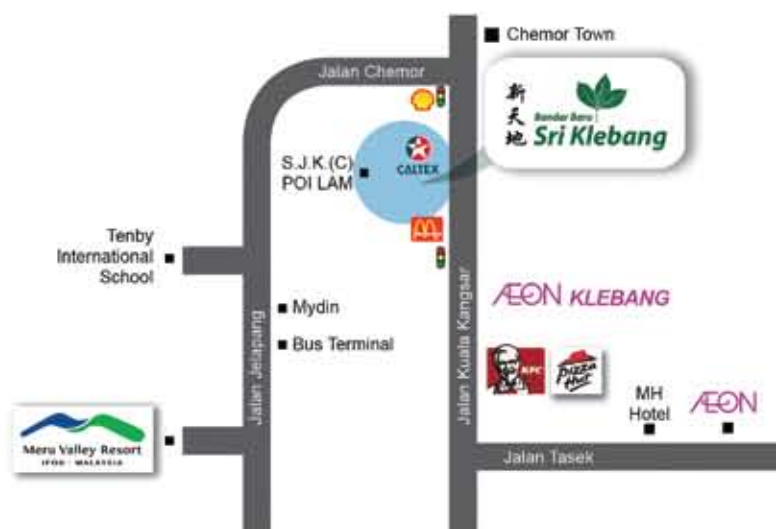 Chemor Town
Jalan Chemor
新天地
Bandar Baru
Sri Klebang
S.J.K.(C)
POI LAM
CALTEX
Tenby
International
School
Mydin
Bus Terminal
Jalan Jelapang
Jalan Kuala Kangsar
ÆON KLEBANG
KFC
Pizza
Hut
MH
Hotel
ÆON
Meru Valley Resort
IPOH - MALAYSIA
Jalan Tasek